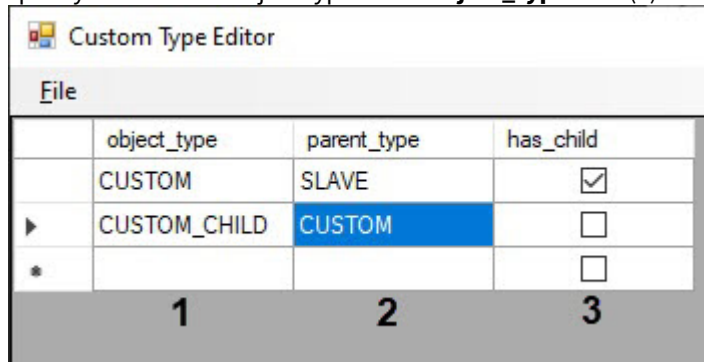 Custom Type Editor
File
object_type parent_type has_child
CUSTOM SLAVE
CUSTOM_CHILD CUSTOM
1 2 3